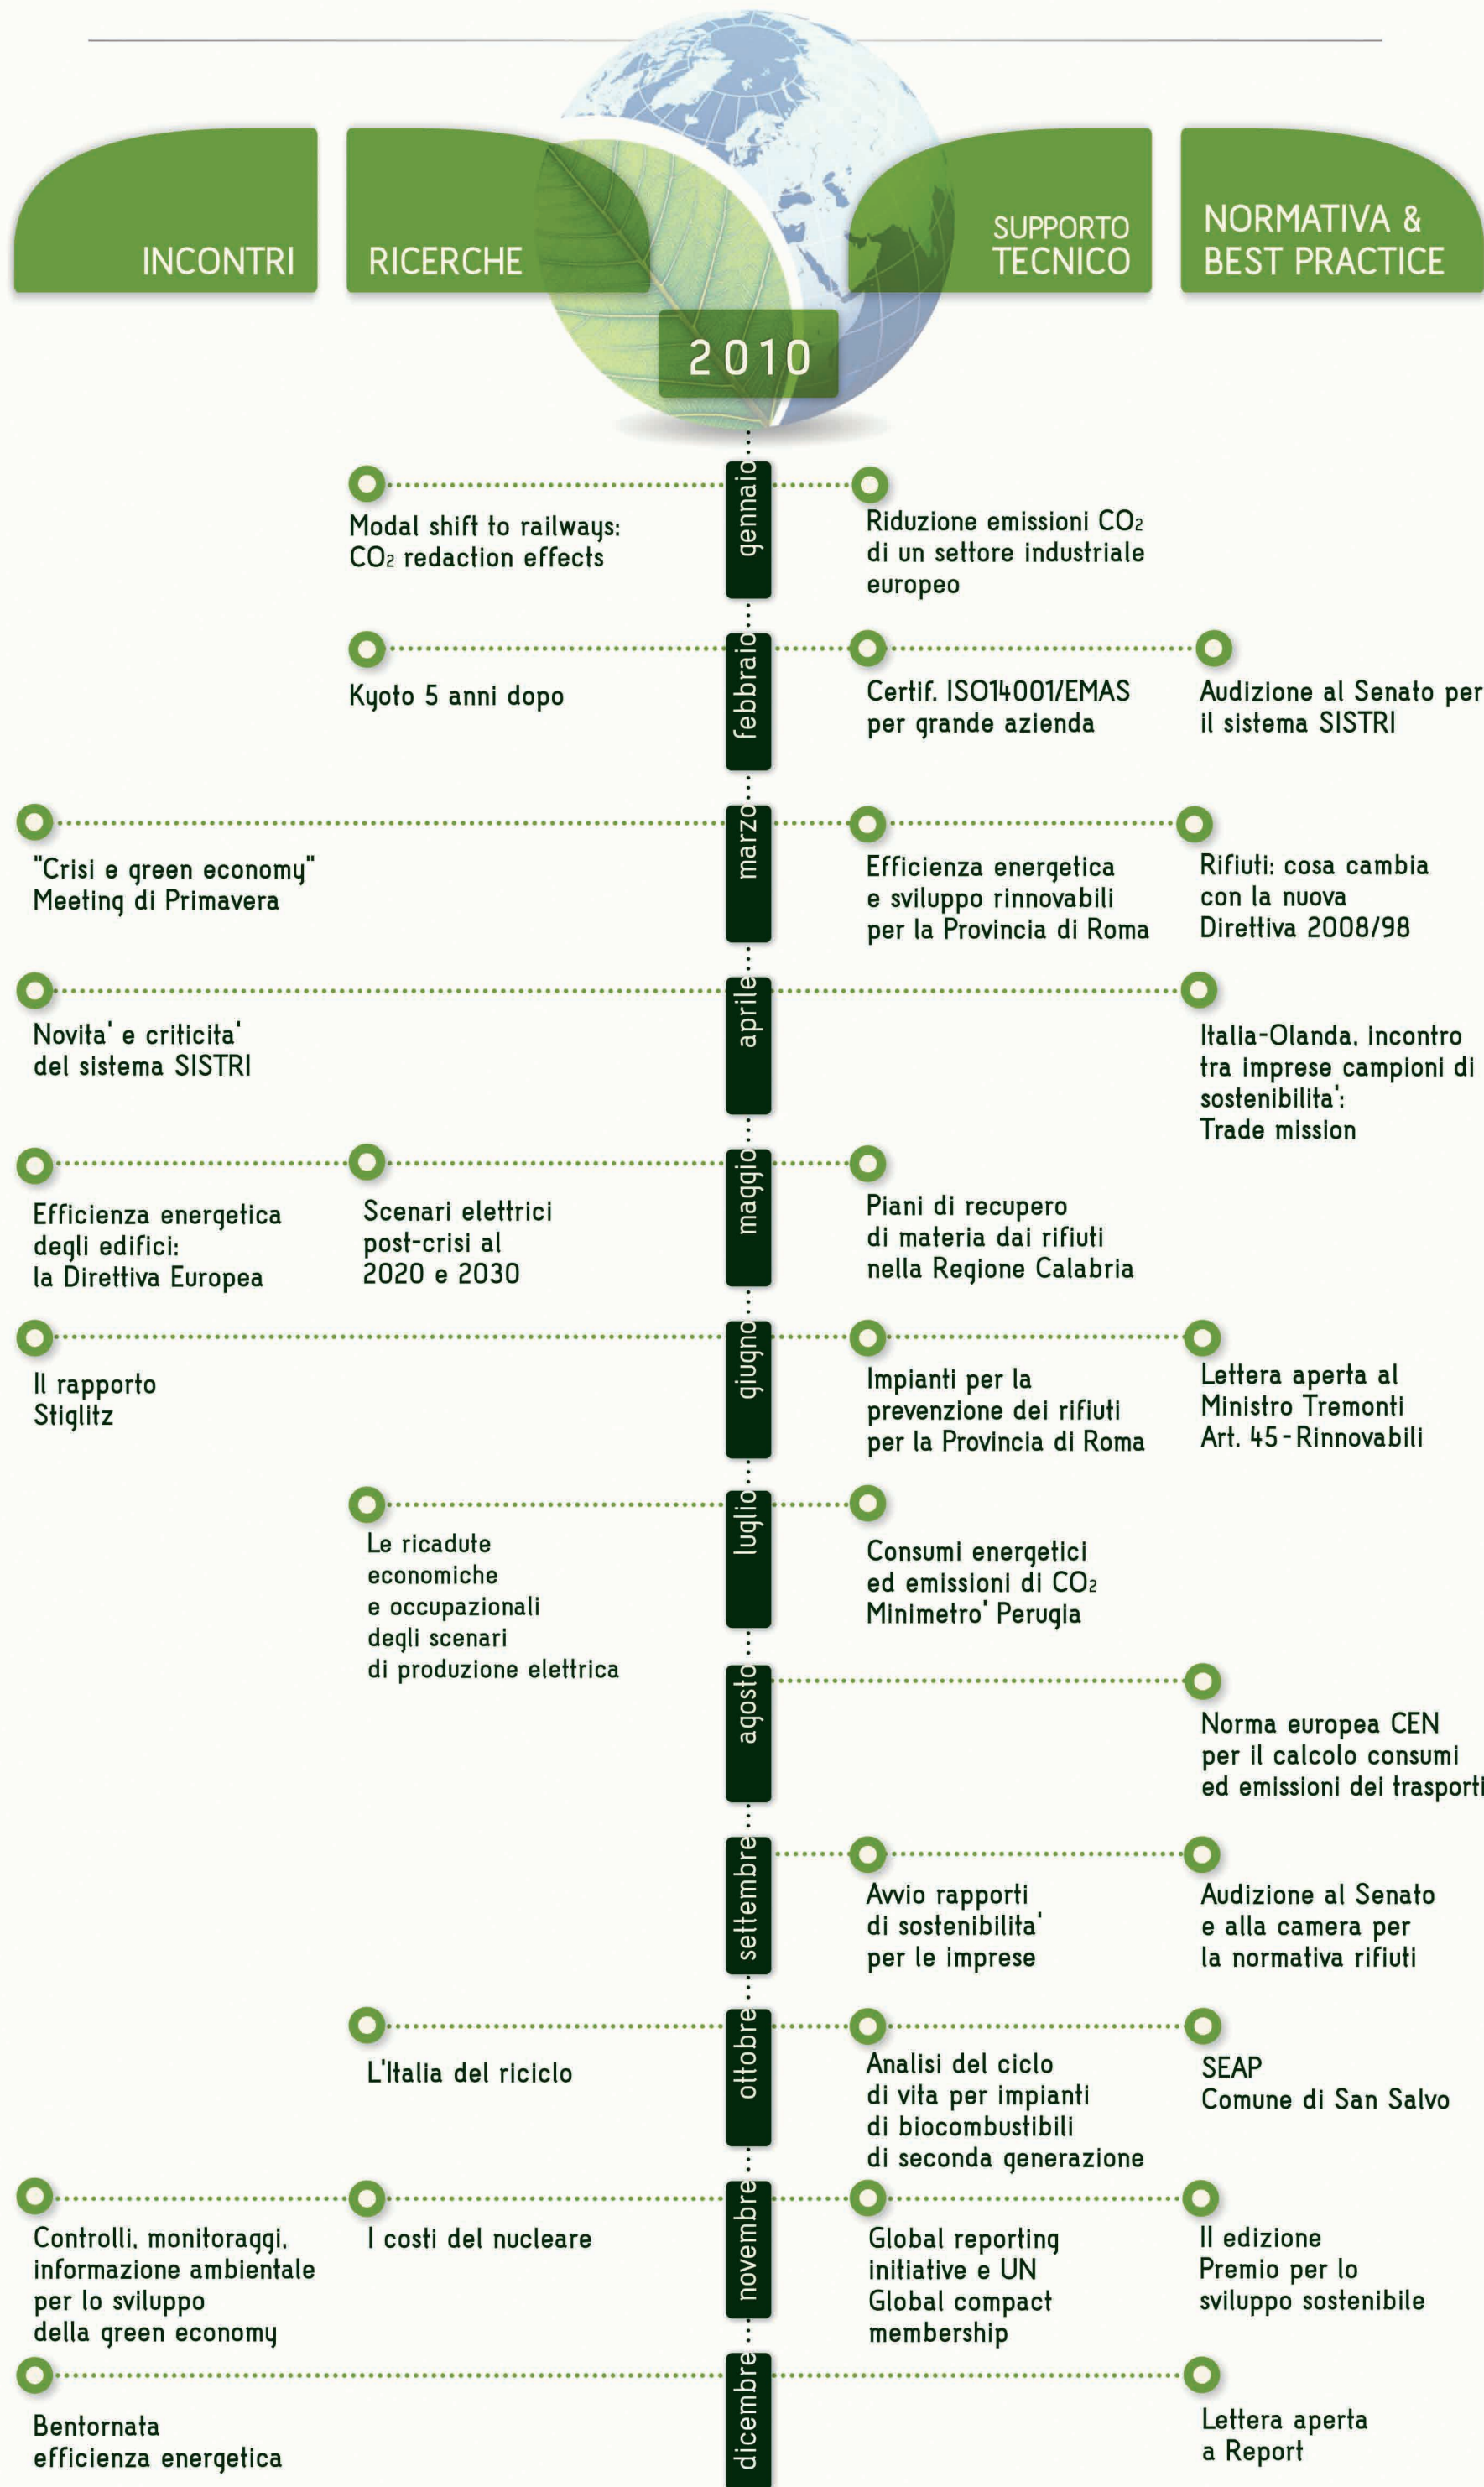 INCONTRI
RICERCHE
SUPPORTO
TECNICO
NORMATIVA &
BEST PRACTICE
2010
gennaio
Modal shift to railways:
CO₂ redaction effects
Riduzione emissioni CO₂
di un settore industriale
europeo
febbraio
Kyoto 5 anni dopo
Certif. ISO14001/EMAS
per grande azienda
Audizione al Senato per
il sistema SISTRI
marzo
"Crisi e green economy"
Meeting di Primavera
Efficienza energetica
e sviluppo rinnovabili
per la Provincia di Roma
Rifiuti: cosa cambia
con la nuova
Direttiva 2008/98
aprile
Novita' e criticita'
del sistema SISTRI
Italia-Olanda, incontro
tra imprese campioni di
sostenibilita':
Trade mission
maggio
Efficienza energetica
degli edifici:
la Direttiva Europea
Scenari elettrici
post-crisi al
2020 e 2030
Piani di recupero
di materia dai rifiuti
nella Regione Calabria
giugno
Il rapporto
Stiglitz
Impianti per la
prevenzione dei rifiuti
per la Provincia di Roma
Lettera aperta al
Ministro Tremonti
Art. 45-Rinnovabili
luglio
Le ricadute
economiche
e occupazionali
degli scenari
di produzione elettrica
Consumi energetici
ed emissioni di CO₂
Minimetro' Perugia
agosto
Norma europea CEN
per il calcolo consumi
ed emissioni dei trasporti
settembre
Avvio rapporti
di sostenibilita'
per le imprese
Audizione al Senato
e alla camera per
la normativa rifiuti
ottobre
L'Italia del riciclo
Analisi del ciclo
di vita per impianti
di biocombustibili
di seconda generazione
SEAP
Comune di San Salvo
novembre
Controlli, monitoraggi,
informazione ambientale
per lo sviluppo
della green economy
I costi del nucleare
Global reporting
initiative e UN
Global compact
membership
II edizione
Premio per lo
sviluppo sostenibile
dicembre
Bentornata
efficienza energetica
Lettera aperta
a Report